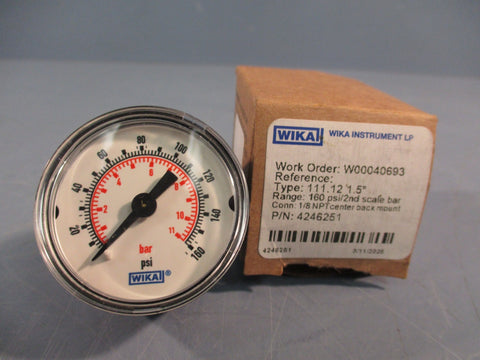 0
20
40
60
80
100
120
140
160
0
2
4
6
8
10
11
bar
psi
WIKA ®
WIKA WIKA INSTRUMENT LP
Work Order: W00040693
Reference:
Type: 111.12 1.5"
Range: 160 psi/2nd scale bar
Conn: 1/8 NPT center back mount
P/N: 4246251
4246251